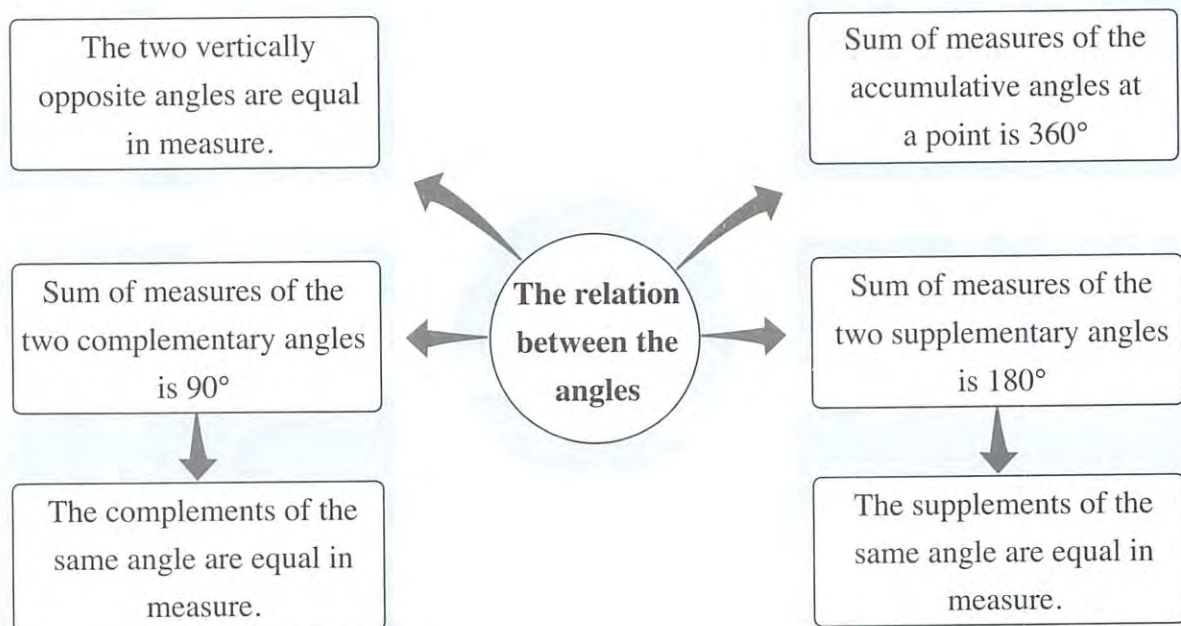 The two vertically
opposite angles are equal
in measure.
Sum of measures of the
accumulative angles at
a point is 360°
The relation
between the
angles
Sum of measures of the
two complementary angles
is 90°
Sum of measures of the
two supplementary angles
is 180°
The complements of the
same angle are equal in
measure.
The supplements of the
same angle are equal in
measure.